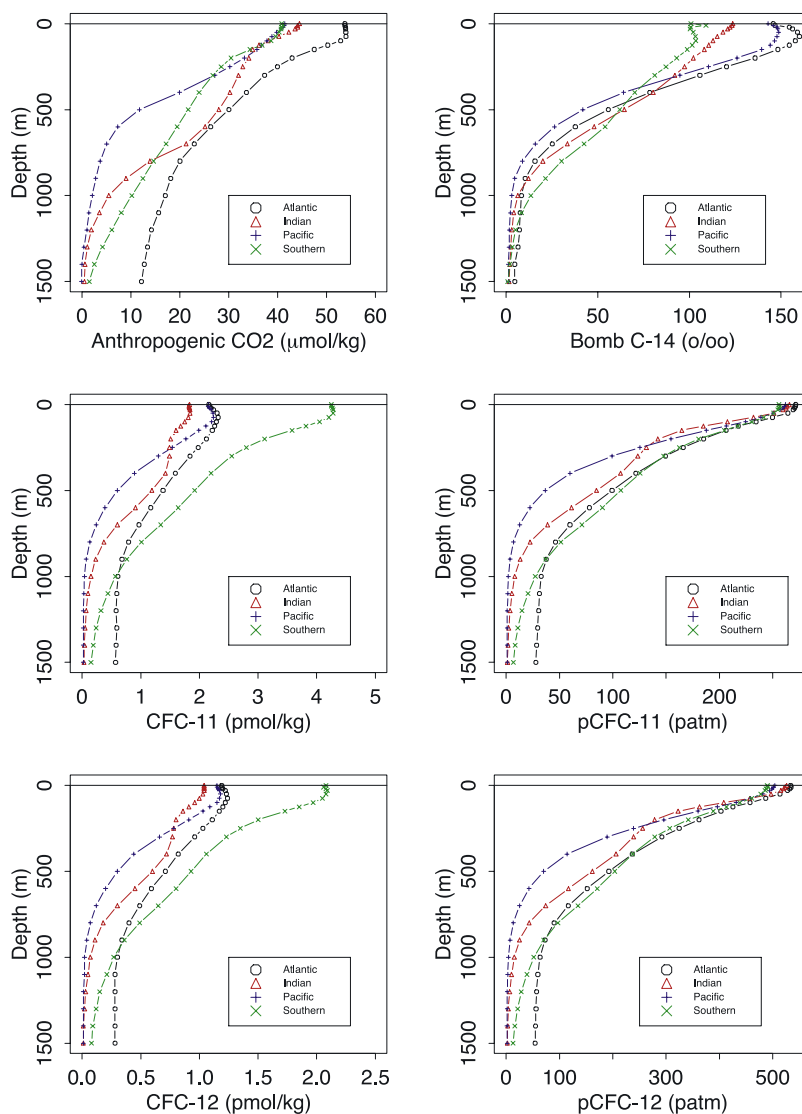 0
500
1000
1500
Depth (m)
Atlantic
Indian
Pacific
Southern
0 10 20 30 40 50 60
Anthropogenic CO2 (μmol/kg)
0
500
1000
1500
Depth (m)
Atlantic
Indian
Pacific
Southern
0 50 100 150
Bomb C-14 (o/oo)
0
500
1000
1500
Depth (m)
Atlantic
Indian
Pacific
Southern
0 1 2 3 4 5
CFC-11 (pmol/kg)
0
500
1000
1500
Depth (m)
Atlantic
Indian
Pacific
Southern
0 50 100 200
pCFC-11 (patm)
0
500
1000
1500
Depth (m)
Atlantic
Indian
Pacific
Southern
0.0 0.5 1.0 1.5 2.0 2.5
CFC-12 (pmol/kg)
0
500
1000
1500
Depth (m)
Atlantic
Indian
Pacific
Southern
0 100 300 500
pCFC-12 (patm)